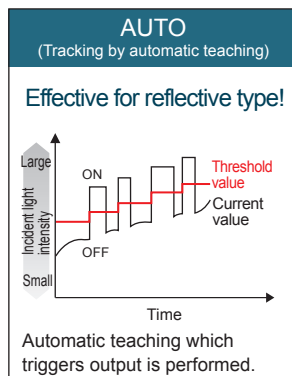 AUTO
(Tracking by automatic teaching)
Effective for reflective type!
Large
ON
Threshold
value
Current
value
Incident light
intensity
OFF
Small
Time
Automatic teaching which
triggers output is performed.